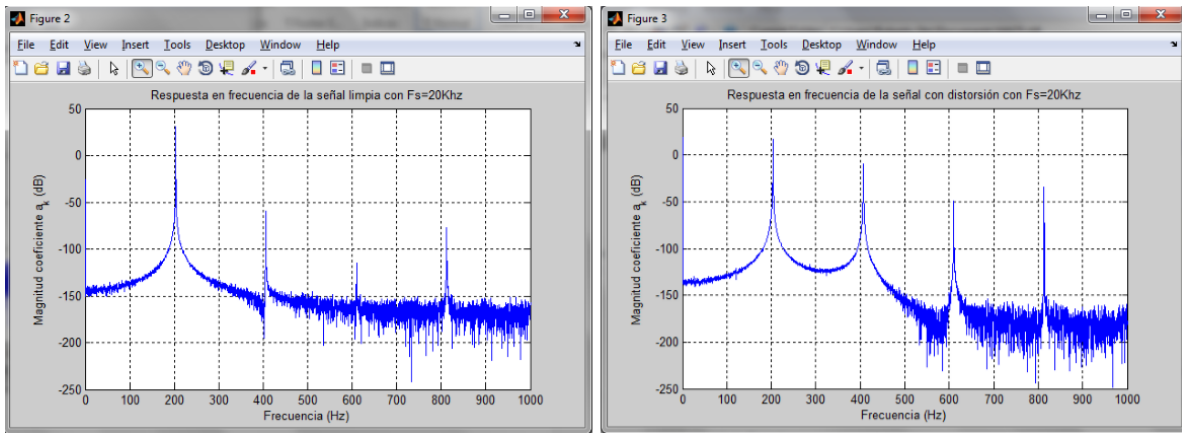 Figure 2
File Edit View Insert Tools Desktop Window Help
Respuesta en frecuencia de la señal limpia con Fs=20Khz
Magnitud coeficiente a_k (dB)
50
0
-50
-100
-150
-200
-250
0 100 200 300 400 500 600 700 800 900 1000
Frecuencia (Hz)
Figure 3
File Edit View Insert Tools Desktop Window Help
Respuesta en frecuencia de la señal con distorsión con Fs=20Khz
Magnitud coeficiente a_k (dB)
50
0
-50
-100
-150
-200
-250
0 100 200 300 400 500 600 700 800 900 1000
Frecuencia (Hz)